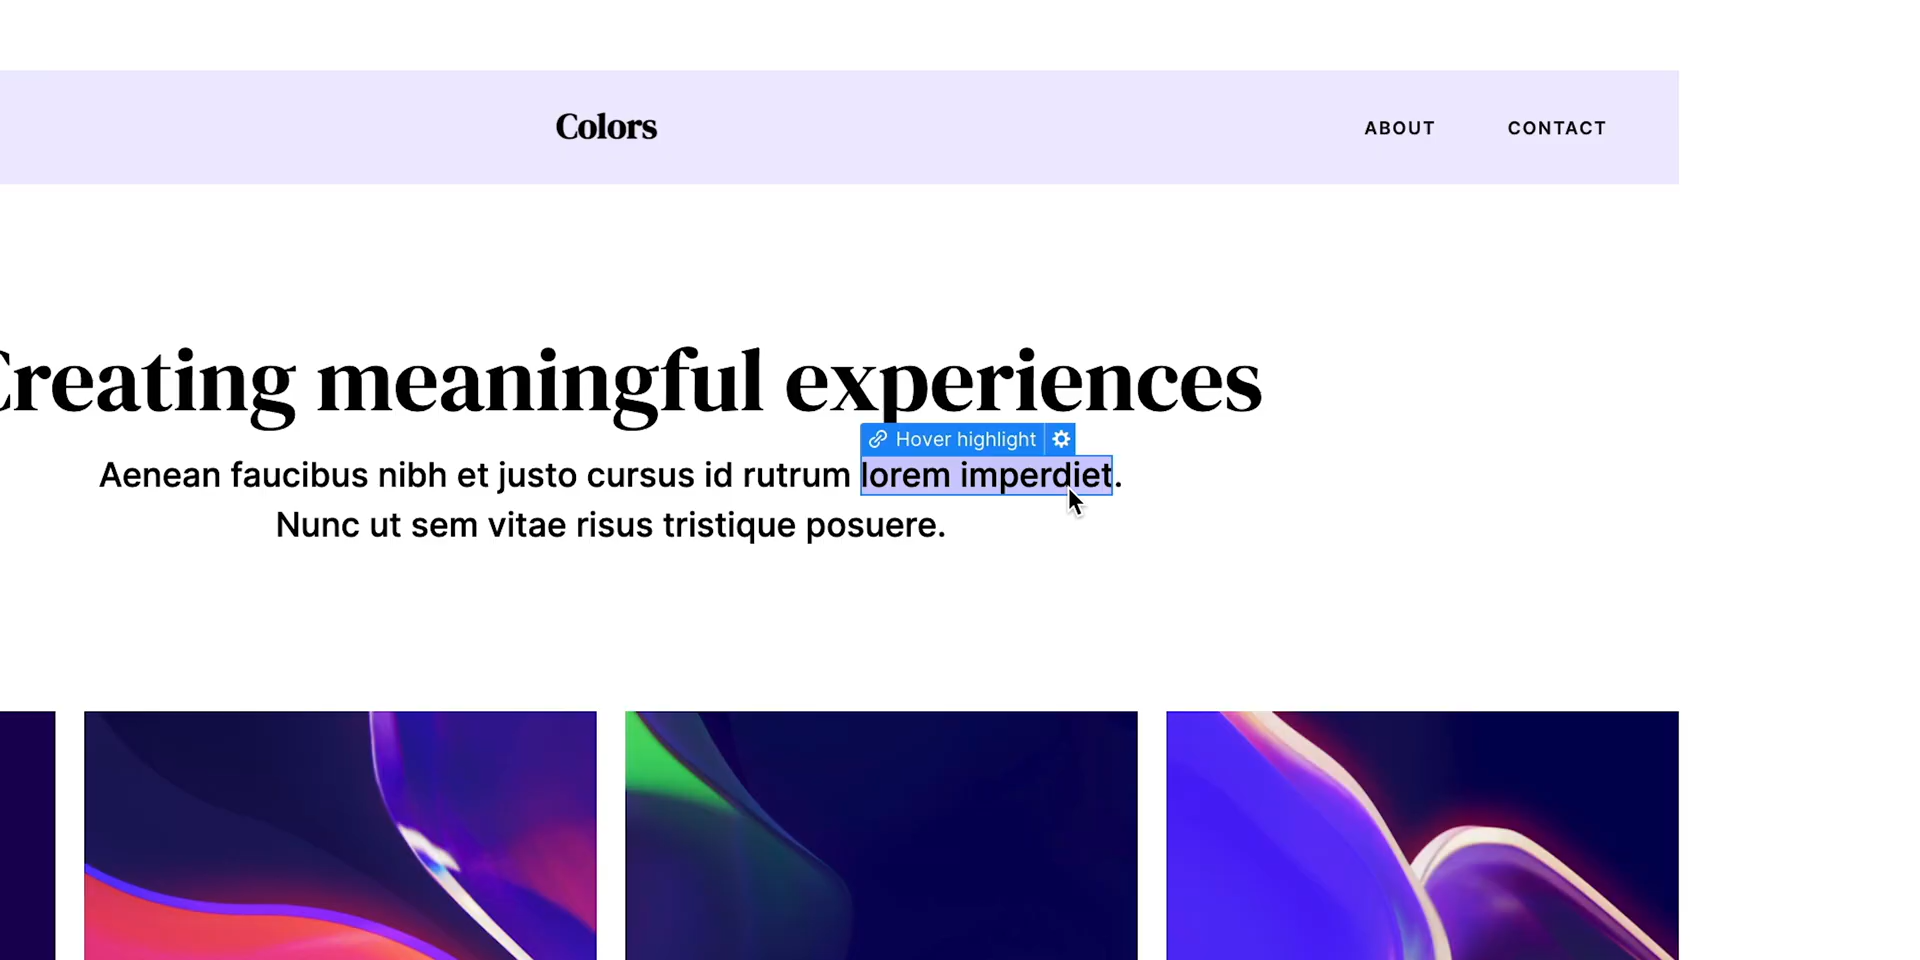 Colors
ABOUT
CONTACT
Creating meaningful experiences
Hover highlight
Aenean faucibus nibh et justo cursus id rutrum lorem imperdiet.
Nunc ut sem vitae risus tristique posuere.